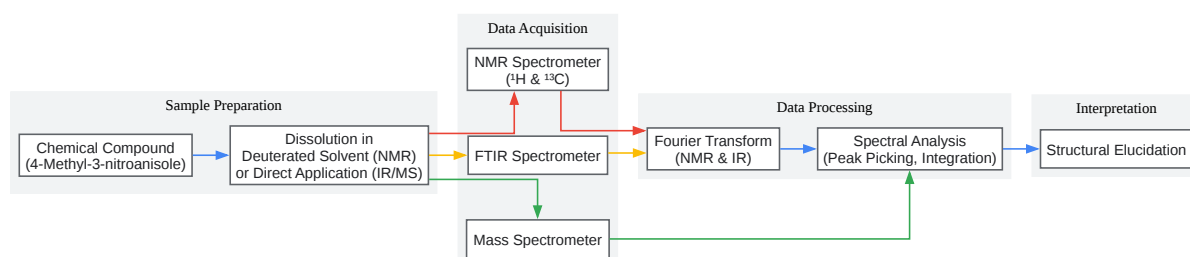 Data Acquisition
NMR Spectrometer
(¹H & ¹³C)
Sample Preparation
Chemical Compound
(4-Methyl-3-nitroanisole)
Dissolution in
Deuterated Solvent (NMR)
or Direct Application (IR/MS)
FTIR Spectrometer
Mass Spectrometer
Data Processing
Fourier Transform
(NMR & IR)
Spectral Analysis
(Peak Picking, Integration)
Interpretation
Structural Elucidation